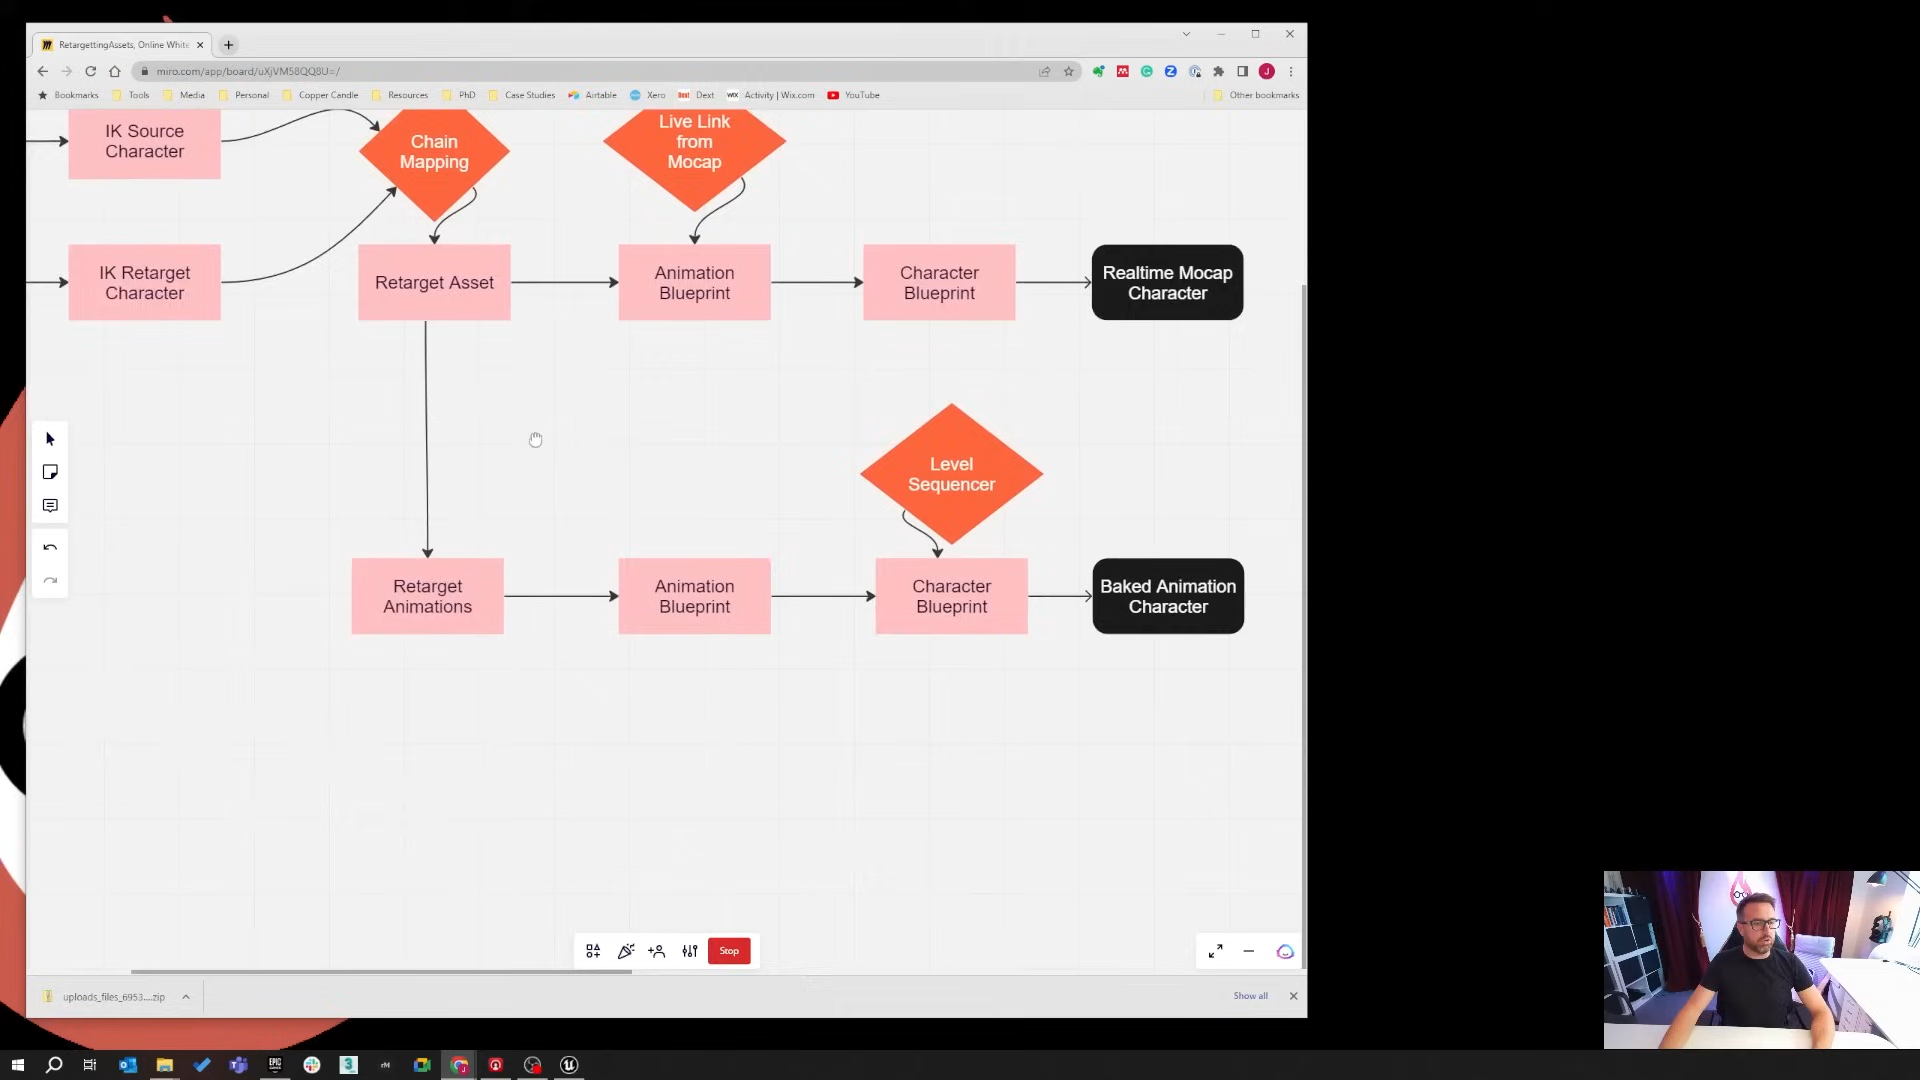 RetargettingAssets, Online White
miro.com/app/board/uXjVM58QQ8U=/
Bookmarks Tools Media Personal Copper Candle Resources PhD Case Studies Airtable Xero Dext Activity | Wix.com YouTube Other bookmarks
IK Source
Character
Chain
Mapping
Live Link
from
Mocap
IK Retarget
Character
Retarget Asset
Animation
Blueprint
Character
Blueprint
Realtime Mocap
Character
Level
Sequencer
Retarget
Animations
Animation
Blueprint
Character
Blueprint
Baked Animation
Character
Stop
uploads_files_6953....zip
Show all